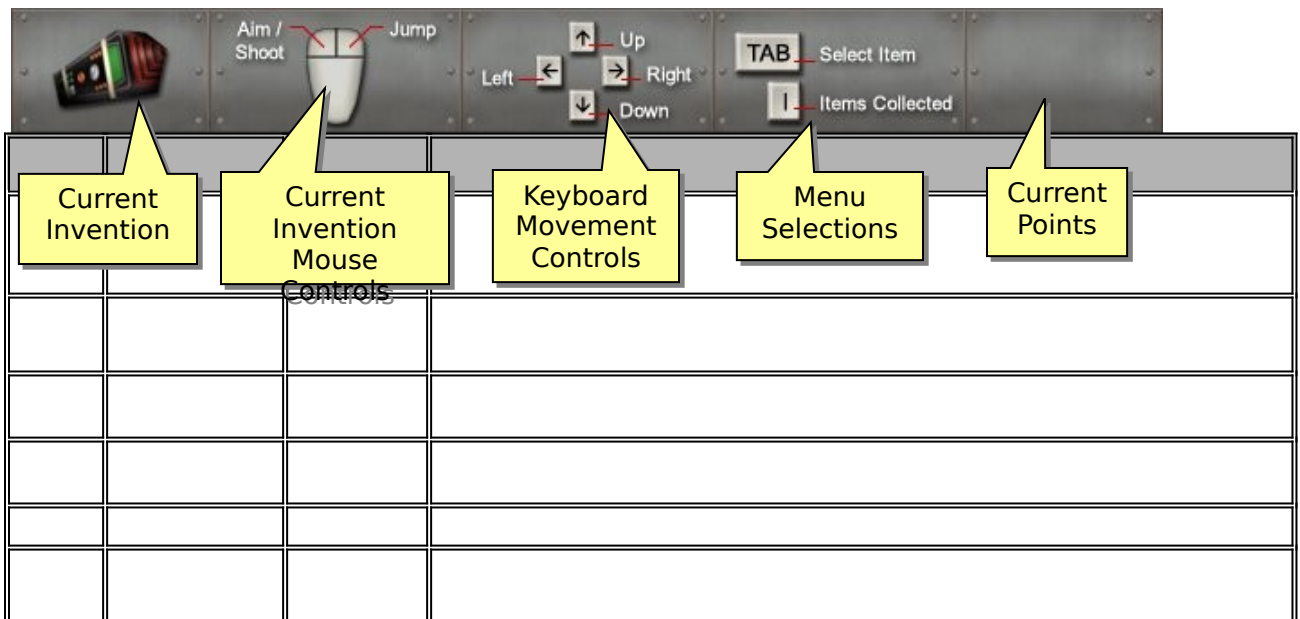 Aim / Shoot
Jump
Up
Left
Right
Down
TAB
Select Item
I
Items Collected
Current
Invention
Current
Invention
Mouse
Controls
Keyboard
Movement
Controls
Menu
Selections
Current
Points